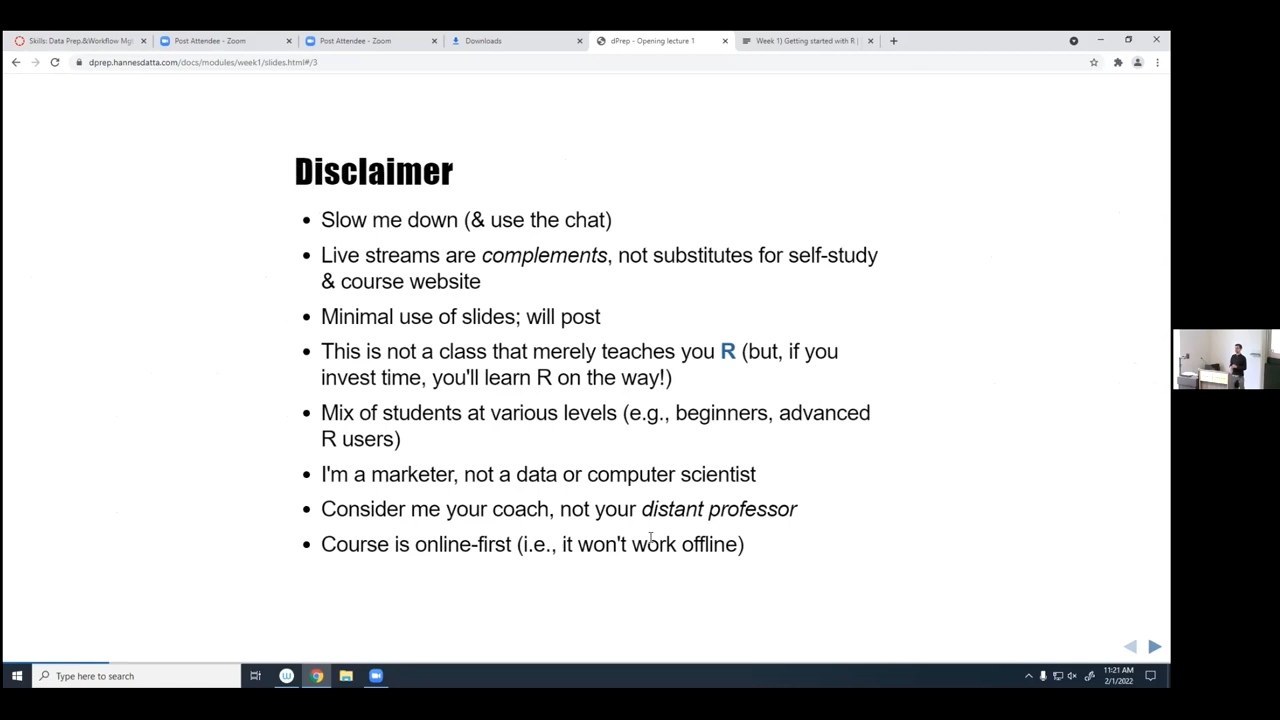 Skills: Data Prep.&Workflow Mgt
Post Attendee - Zoom
Post Attendee - Zoom
Downloads
dPrep - Opening lecture 1
Week 1) Getting started with R |
dprep.hannesdatta.com/docs/modules/week1/slides.html#/3
Disclaimer
• Slow me down (& use the chat)
• Live streams are complements, not substitutes for self-study
& course website
• Minimal use of slides; will post
• This is not a class that merely teaches you R (but, if you
invest time, you'll learn R on the way!)
• Mix of students at various levels (e.g., beginners, advanced
R users)
• I'm a marketer, not a data or computer scientist
• Consider me your coach, not your distant professor
• Course is online-first (i.e., it won't work offline)
Type here to search
11:21 AM
2/1/2022